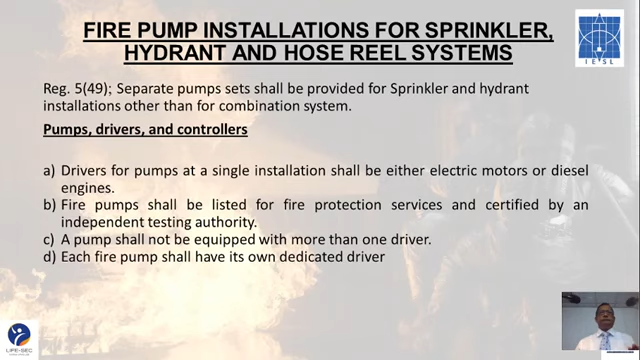 FIRE PUMP INSTALLATIONS FOR SPRINKLER,
HYDRANT AND HOSE REEL SYSTEMS
IESL
Reg. 5(49); Separate pumps sets shall be provided for Sprinkler and hydrant
installations other than for combination system.
Pumps, drivers, and controllers
a) Drivers for pumps at a single installation shall be either electric motors or diesel
engines.
b) Fire pumps shall be listed for fire protection services and certified by an
independent testing authority.
c) A pump shall not be equipped with more than one driver.
d) Each fire pump shall have its own dedicated driver
LIFE-SEC